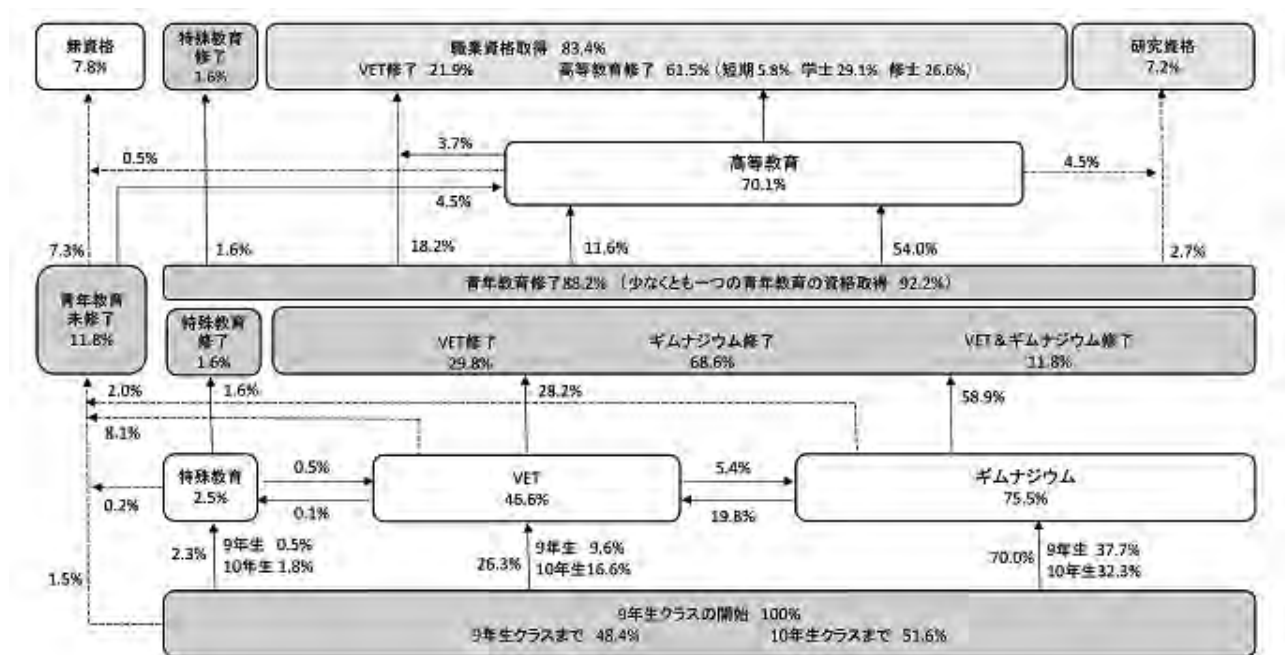 無資格
7.8%
特殊教育
修了
1.6%
職業資格取得 83.4%
VET修了 21.9% 高等教育修了 61.5%(短期5.8% 学士29.1% 修士26.6%)
研究資格
7.2%
3.7%
0.5%
高等教育
70.1%
4.5%
4.5%
7.3%
1.6%
18.2%
11.6%
54.0%
2.7%
青年教育
未修了
11.8%
青年教育修了88.2% (少なくとも一つの青年教育の資格取得 92.2%)
特殊教育
修了
1.6%
VET修了
29.8%
ギムナジウム修了
68.6%
VET&ギムナジウム修了
11.8%
2.0%
1.6%
28.2%
58.9%
8.1%
特殊教育
2.5%
0.5%
0.1%
VET
46.6%
5.4%
19.8%
ギムナジウム
75.5%
0.2%
2.3%
9年生 0.5%
10年生1.8%
26.3%
9年生 9.6%
10年生16.6%
70.0%
9年生 37.7%
10年生32.3%
1.5%
9年生クラスの開始 100%
9年生クラスまで 48.4% 10年生クラスまで 51.6%